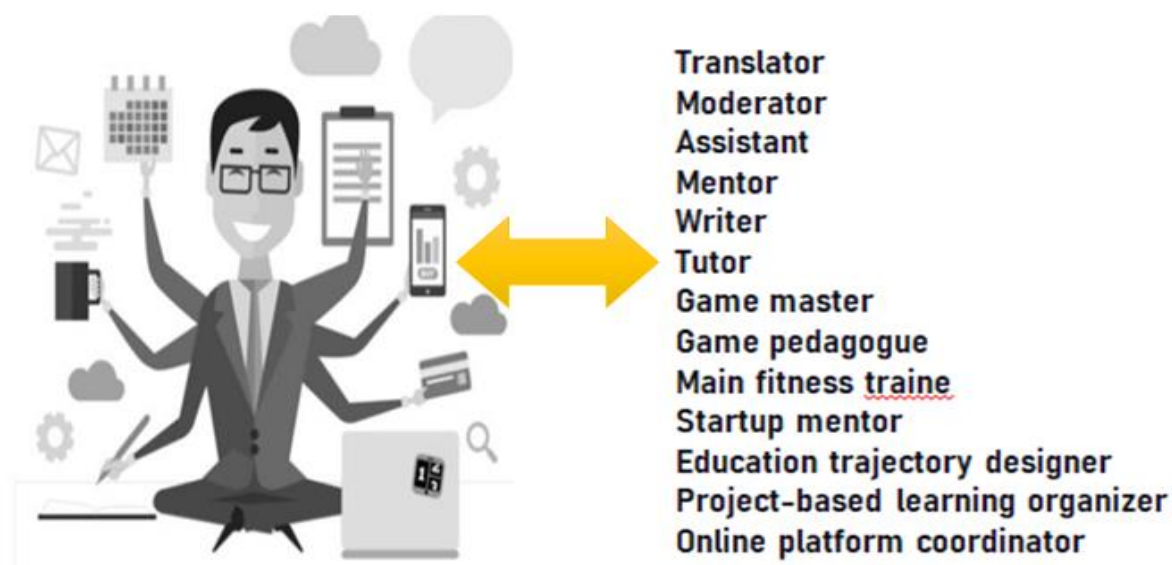 Translator
Moderator
Assistant
Mentor
Writer
Tutor
Game master
Game pedagogue
Main fitness traine
Startup mentor
Education trajectory designer
Project-based learning organizer
Online platform coordinator